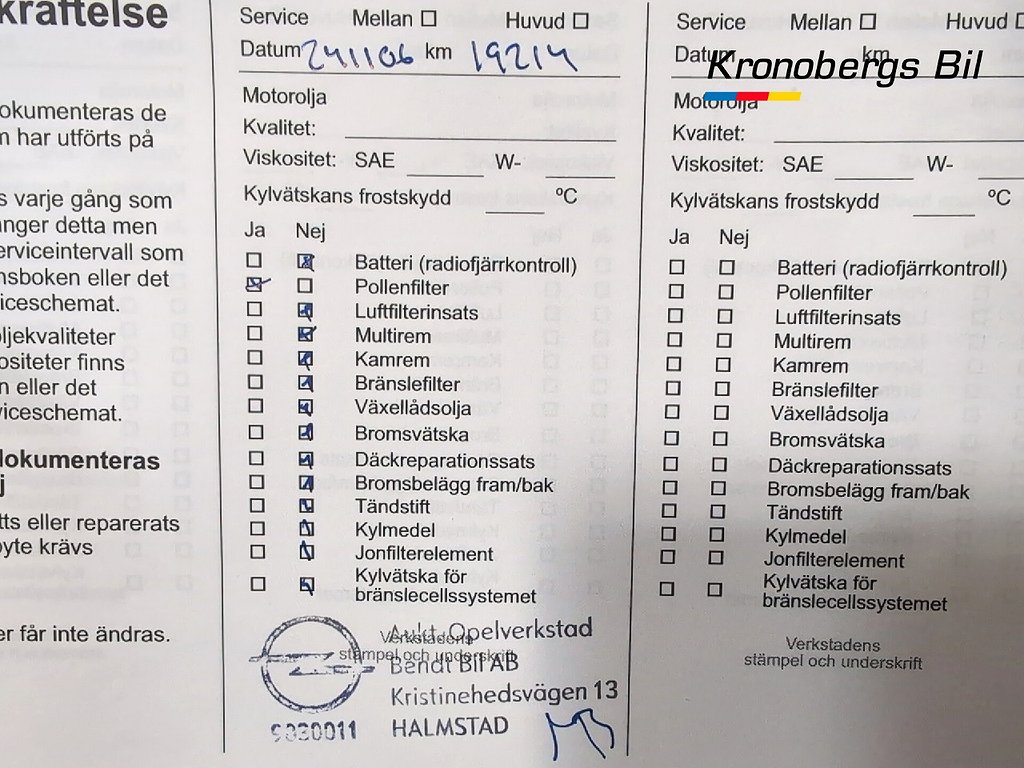 kräftelse
okumenteras de
m har utförts på
s varje gång som
anger detta men
erviceintervall som
nsboken eller det
viceschemat.
oljekvaliteter
ositeter finns
n eller det
viceschemat.
dokumenteras
j
tts eller reparerats
byte krävs
er får inte ändras.
Service Mellan ☐ Huvud ☐
Datum 241106 km 19214
Motorolja
Kvalitet:
Viskositet: SAE W-
Kylvätskans frostskydd °C
Ja Nej
Batteri (radiofjärrkontroll)
Pollenfilter
Luftfilterinsats
Multirem
Kamrem
Bränslefilter
Växellådsolja
Bromsvätska
Däckreparationssats
Bromsbelägg fram/bak
Tändstift
Kylmedel
Jonfilterelement
Kylvätska för
bränslecellssystemet
Verkstadens
stämpel och underskrift
Aukt. Opelverkstad
Bendt Bil AB
Kristinehedsvägen 13
HALMSTAD
9030011
Service Mellan ☐ Huvud ☐
Datum km
Kronobergs Bil
Motorolja
Kvalitet:
Viskositet: SAE W-
Kylvätskans frostskydd °C
Ja Nej
Batteri (radiofjärrkontroll)
Pollenfilter
Luftfilterinsats
Multirem
Kamrem
Bränslefilter
Växellådsolja
Bromsvätska
Däckreparationssats
Bromsbelägg fram/bak
Tändstift
Kylmedel
Jonfilterelement
Kylvätska för
bränslecellssystemet
Verkstadens
stämpel och underskrift